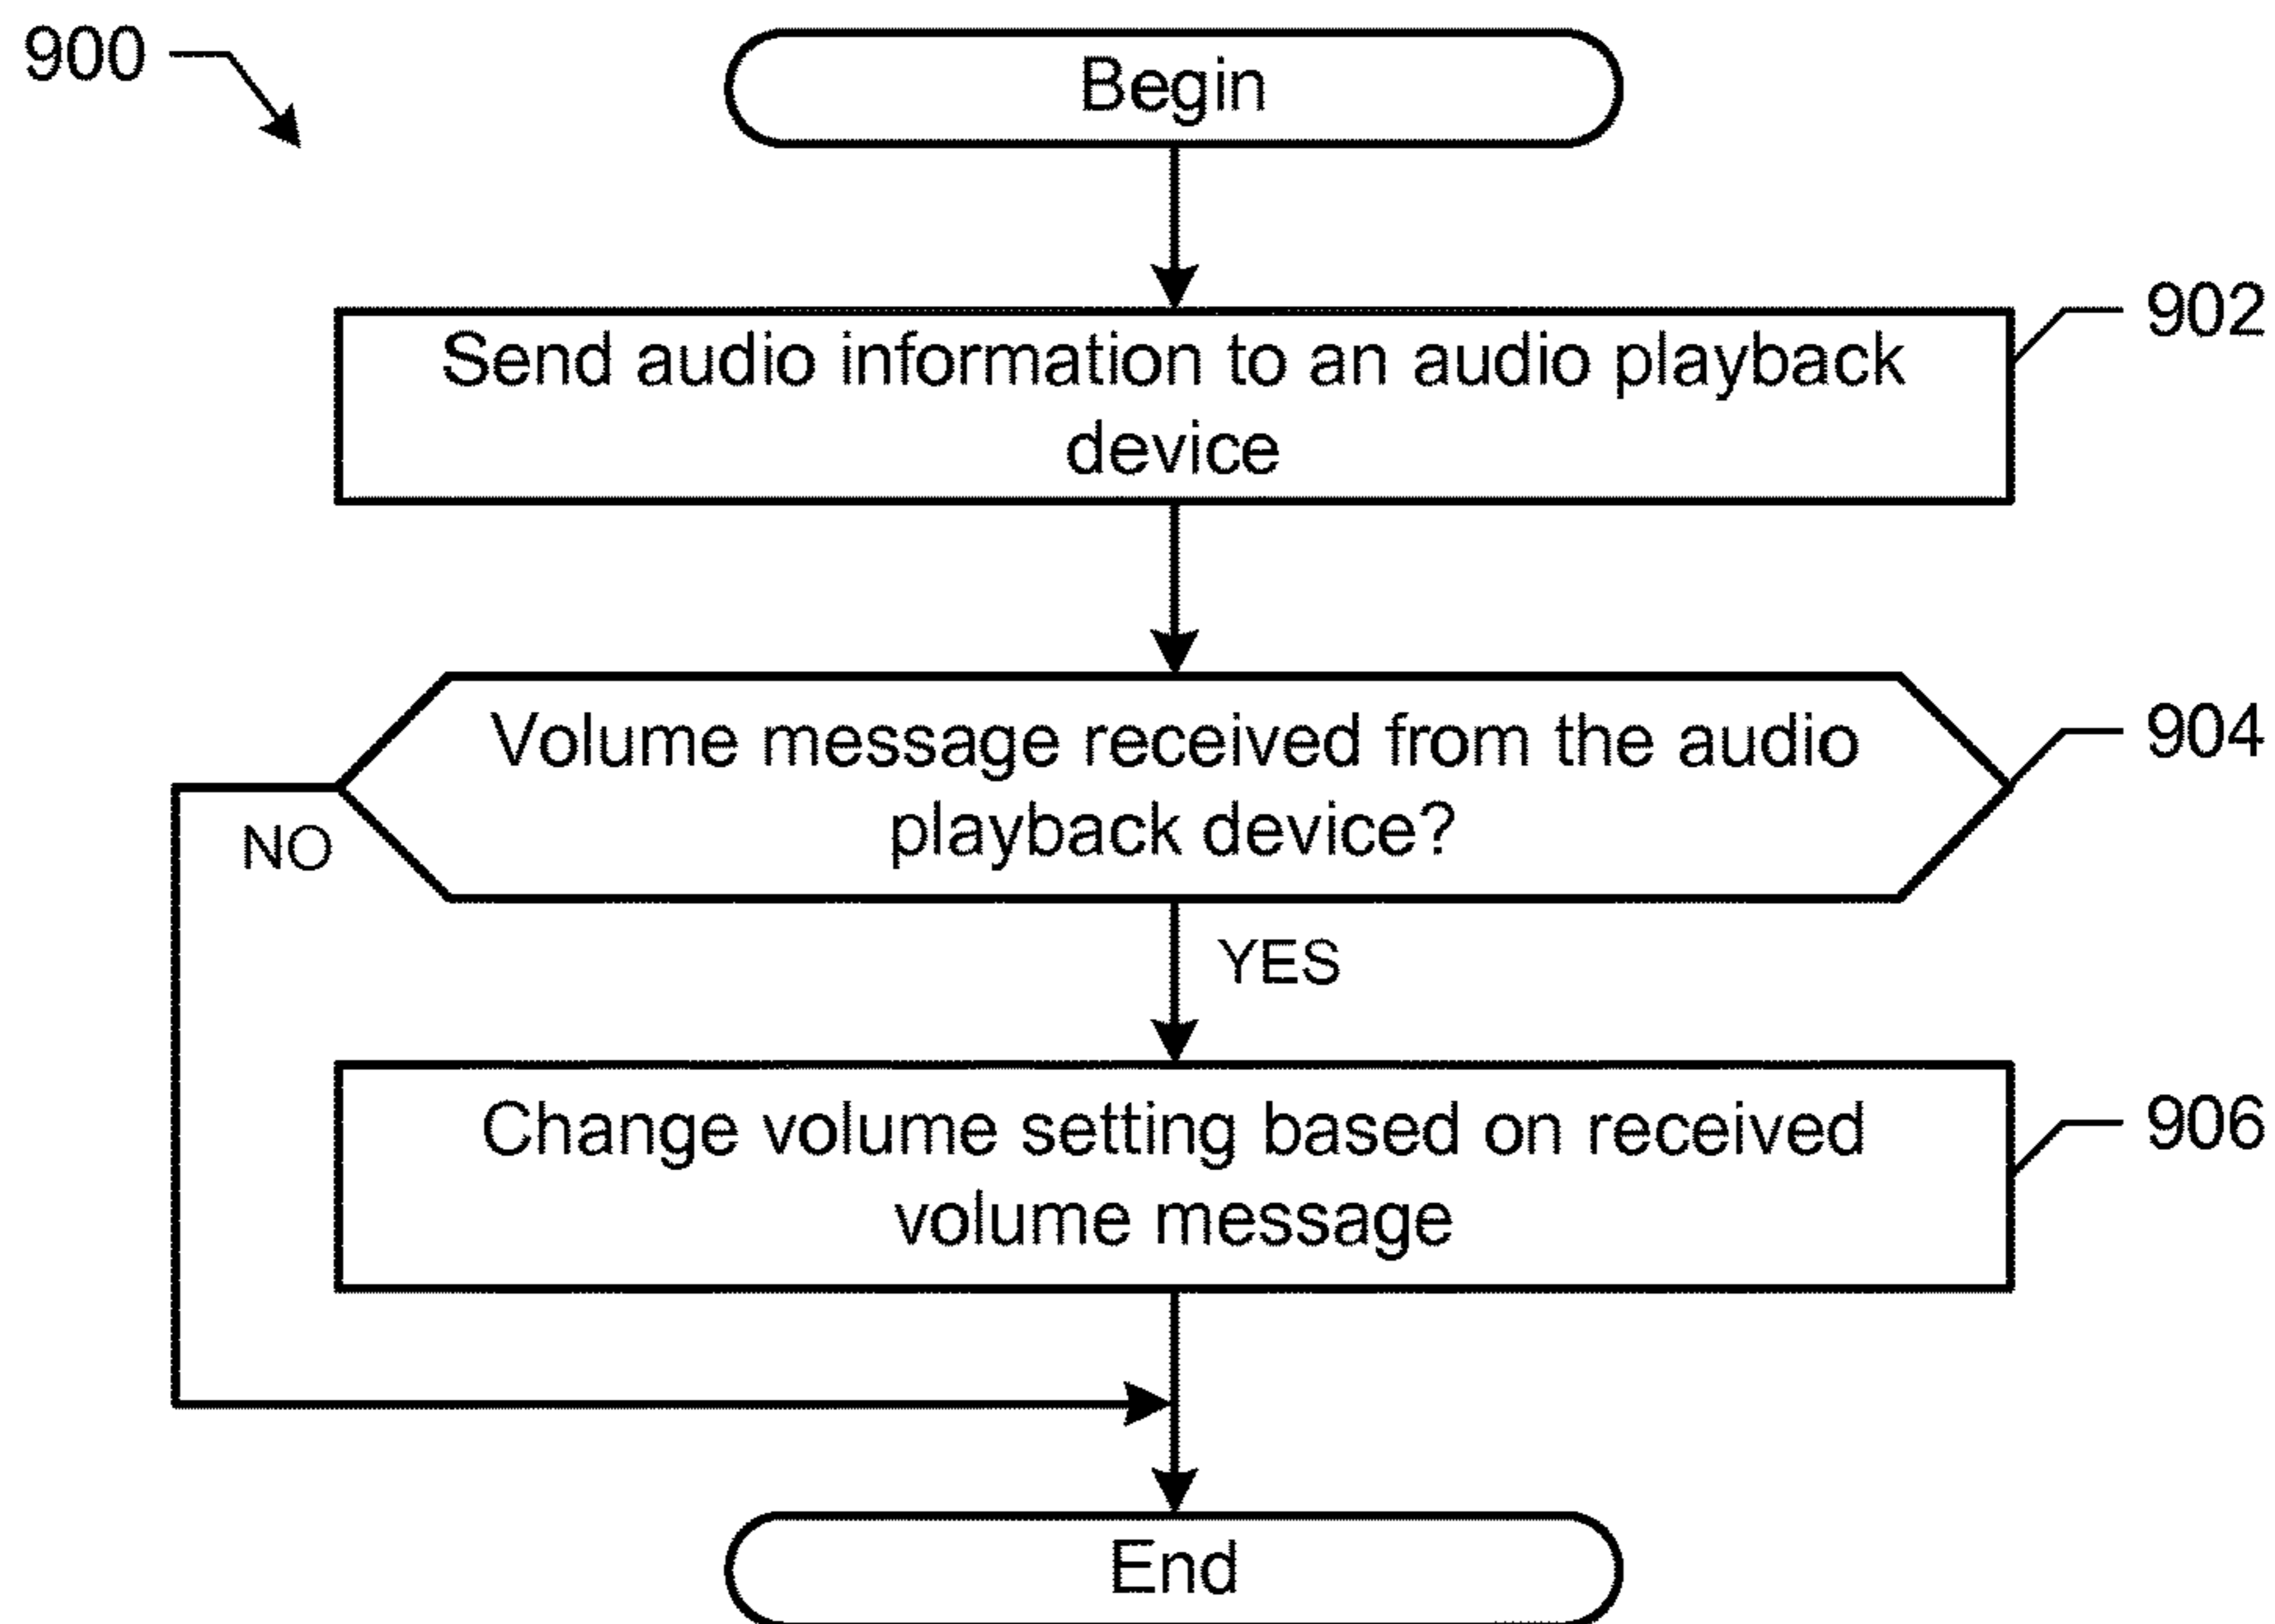 900
Begin
Send audio information to an audio playback
device
902
Volume message received from the audio
playback device?
904
NO
YES
Change volume setting based on received
volume message
906
End